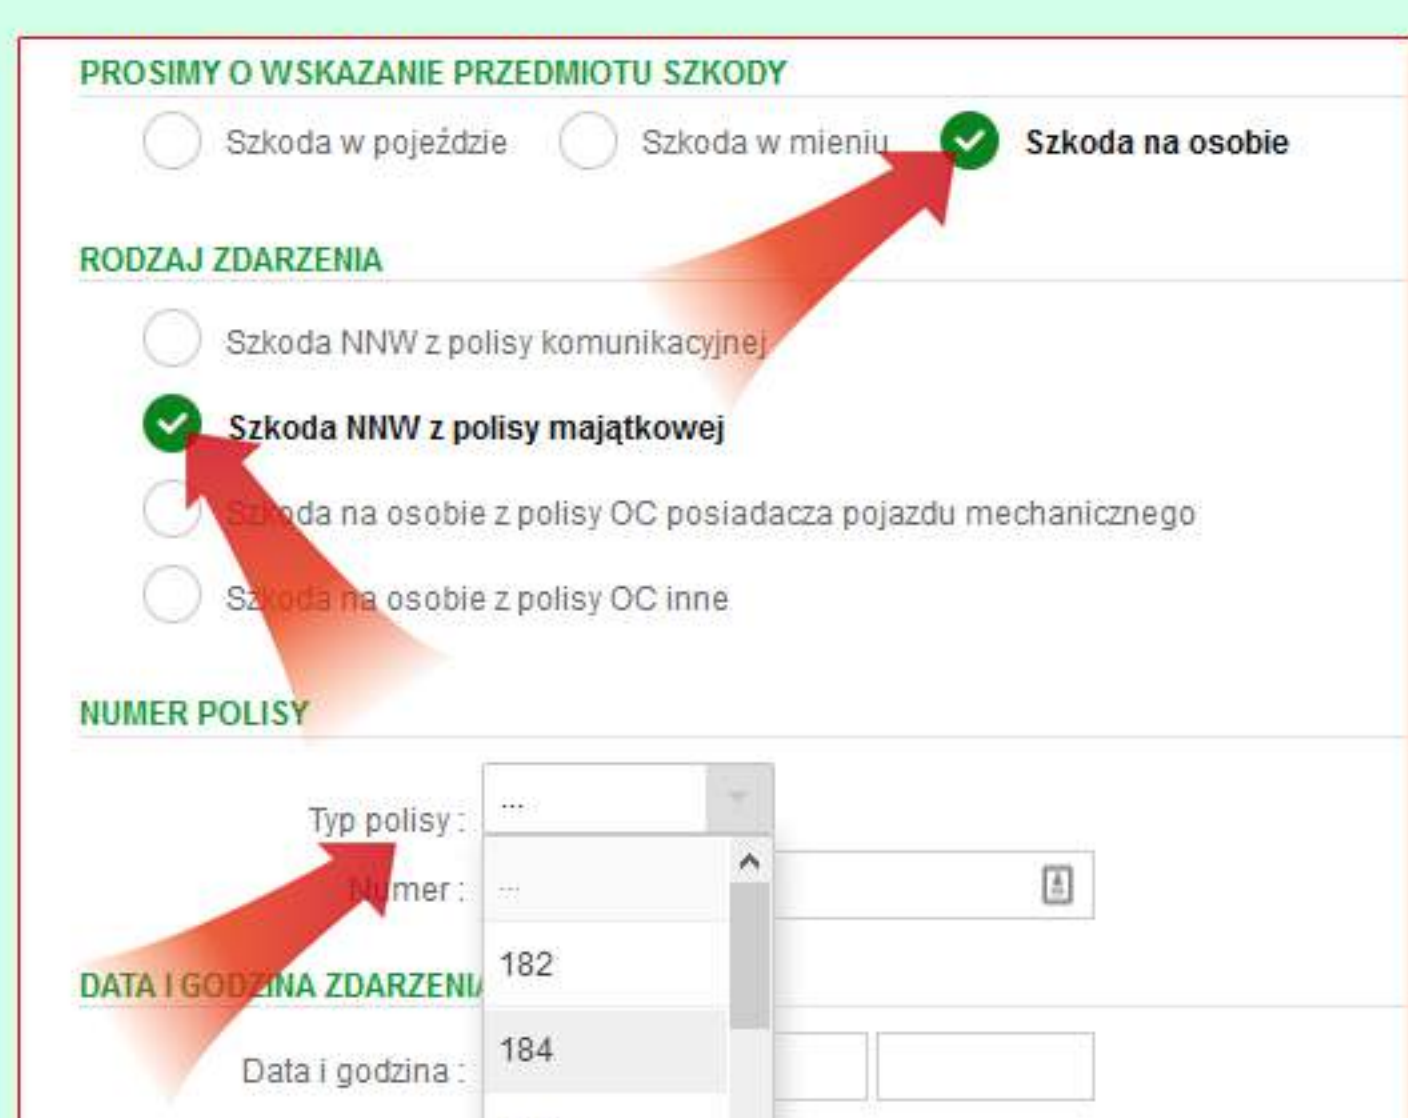 PROSIMY O WSKAZANIE PRZEDMIOTU SZKODY
Szkoda w pojeździe Szkoda w mieniu Szkoda na osobie
RODZAJ ZDARZENIA
Szkoda NNW z polisy komunikacyjnej
Szkoda NNW z polisy majątkowej
Szkoda na osobie z polisy OC posiadacza pojazdu mechanicznego
Szkoda na osobie z polisy OC inne
NUMER POLISY
Typ polisy : ...
Numer : ...
182
DATA I GODZINA ZDARZENIA
184
Data i godzina :